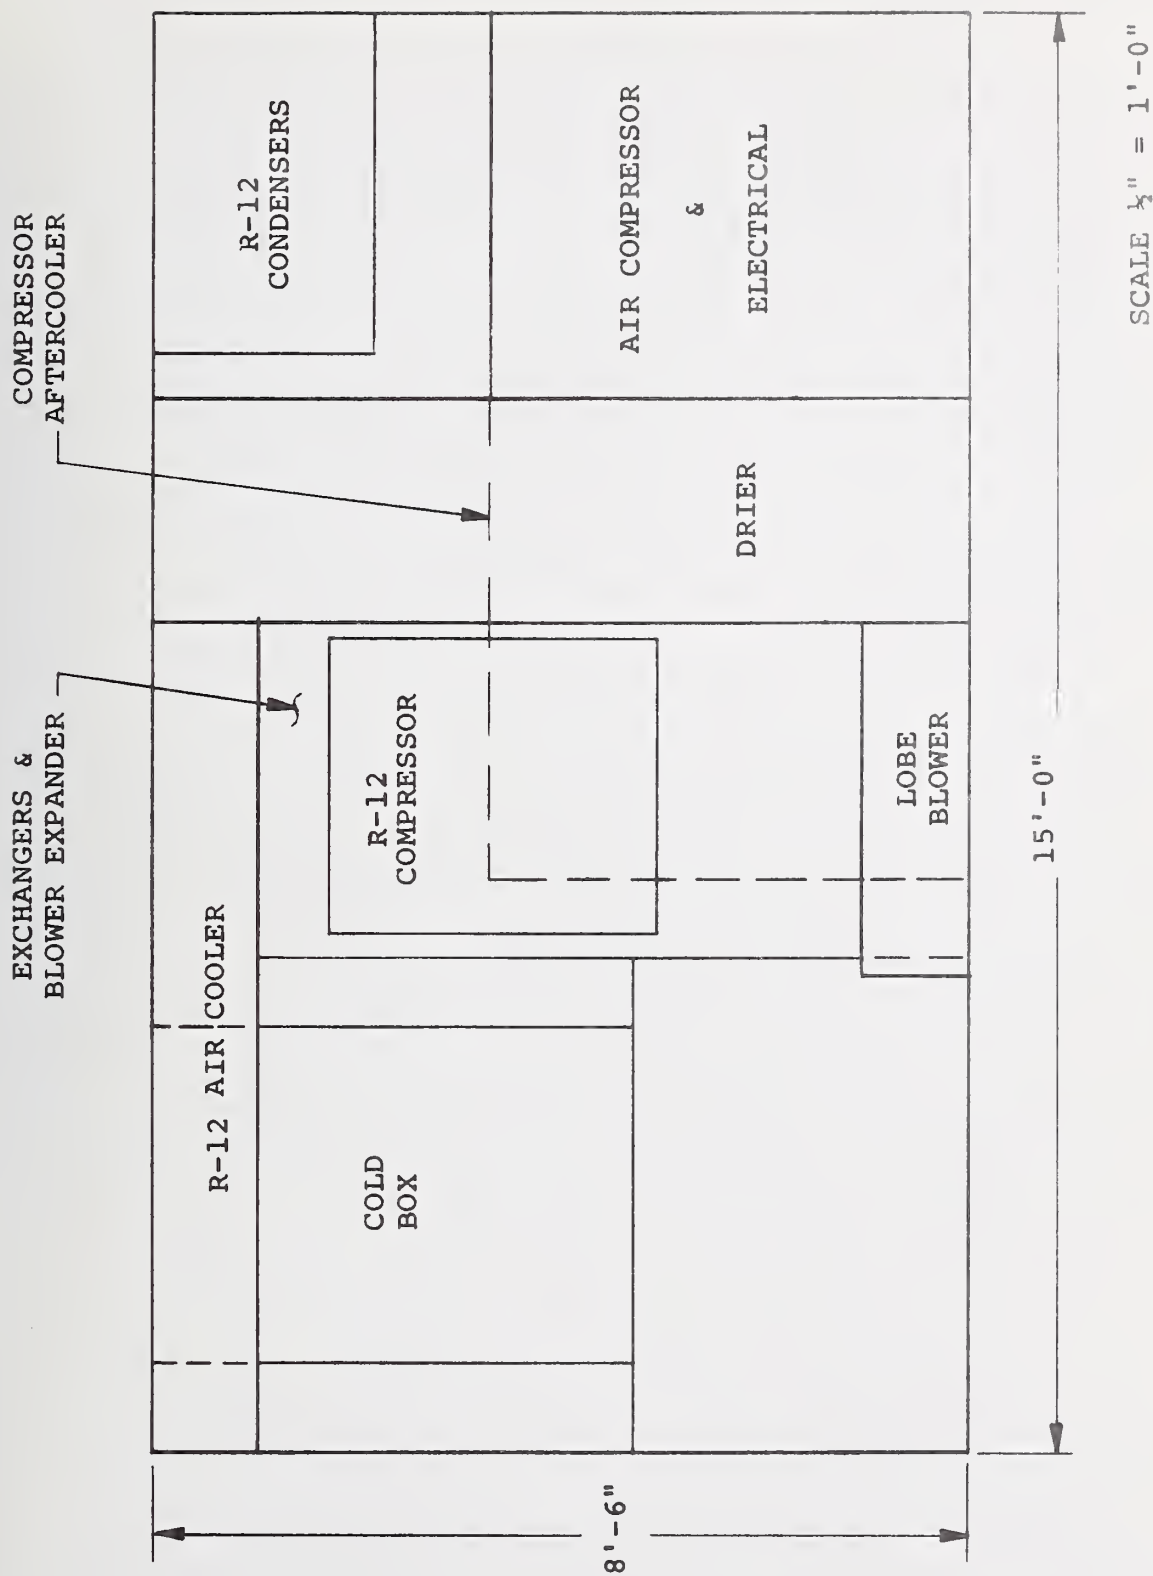 EXCHANGERS &
BLOWER EXPANDER
COMPRESSOR
AFTERCOOLER
R-12 AIR COOLER
R-12
CONDENSERS
COLD
BOX
R-12
COMPRESSOR
AIR COMPRESSOR
&
ELECTRICAL
DRIER
LOBE
BLOWER
8'-6"
15'-0"
SCALE ½" = 1'-0"